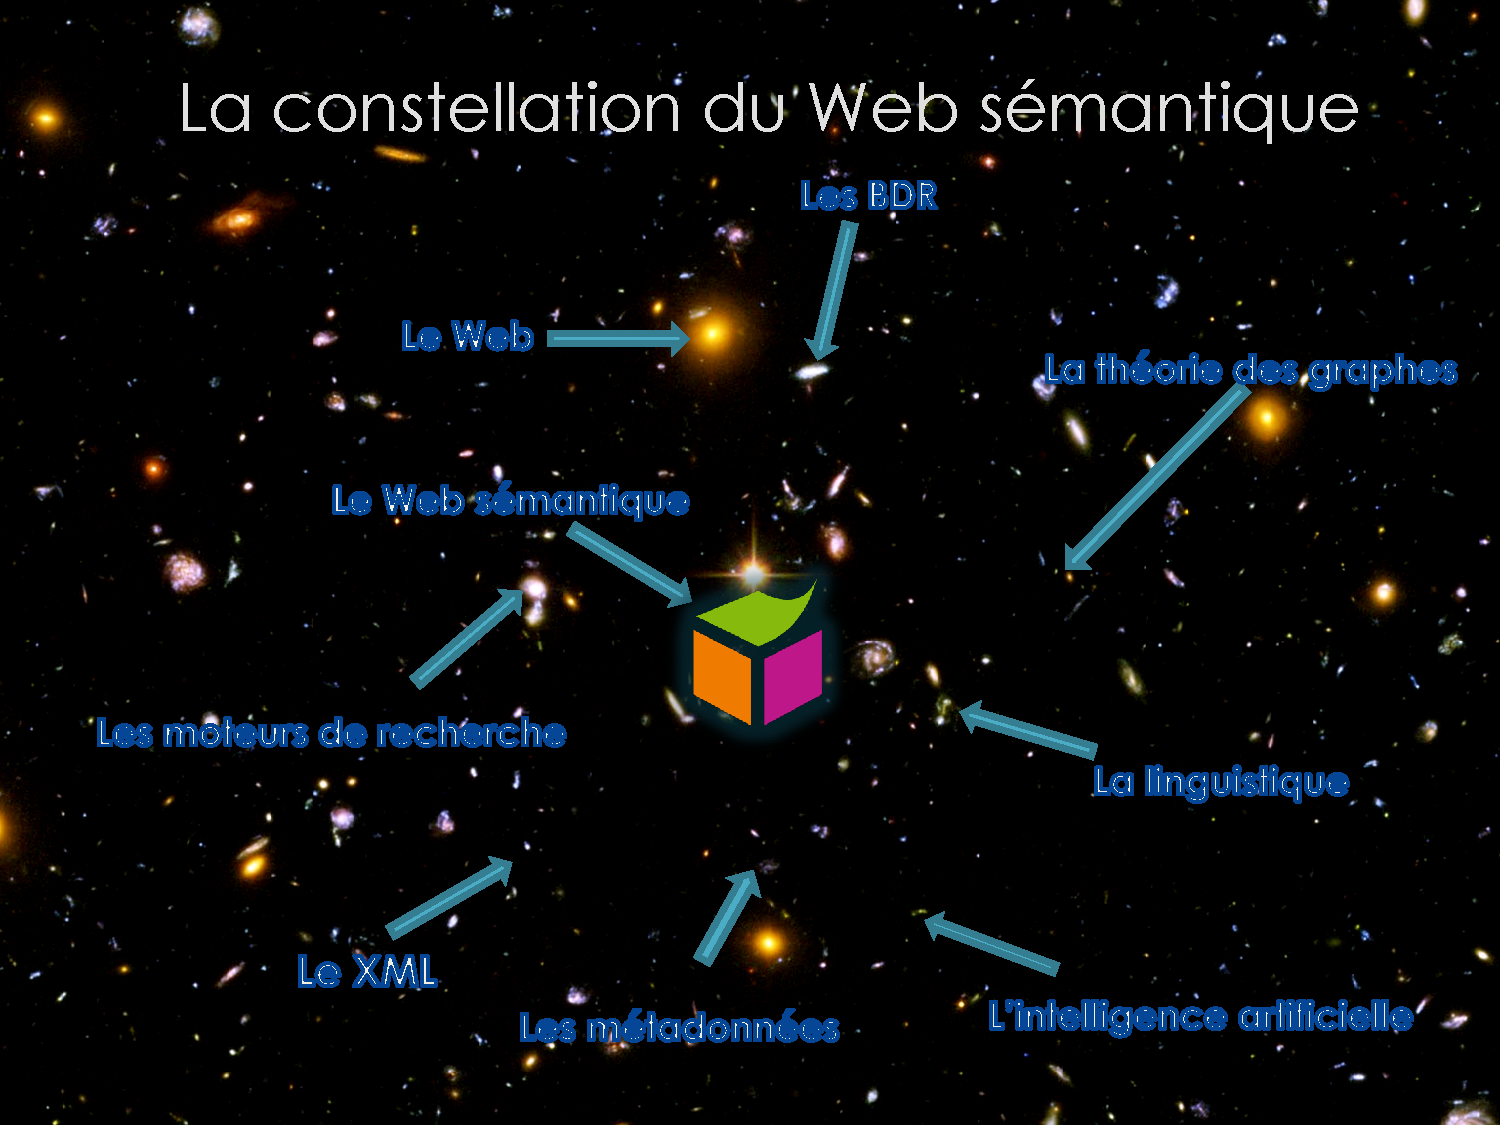 La constellation du Web sémantique
Les BDR
Le Web
La théorie des graphes
Le Web sémantique
Les moteurs de recherche
La linguistique
Le XML
Les métadonnées
L'intelligence artificielle